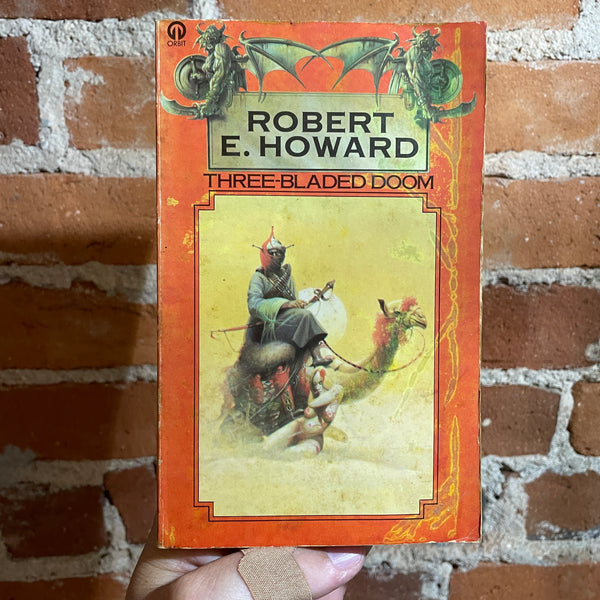 ORBIT
ROBERT
E. HOWARD
THREE-BLADED DOOM